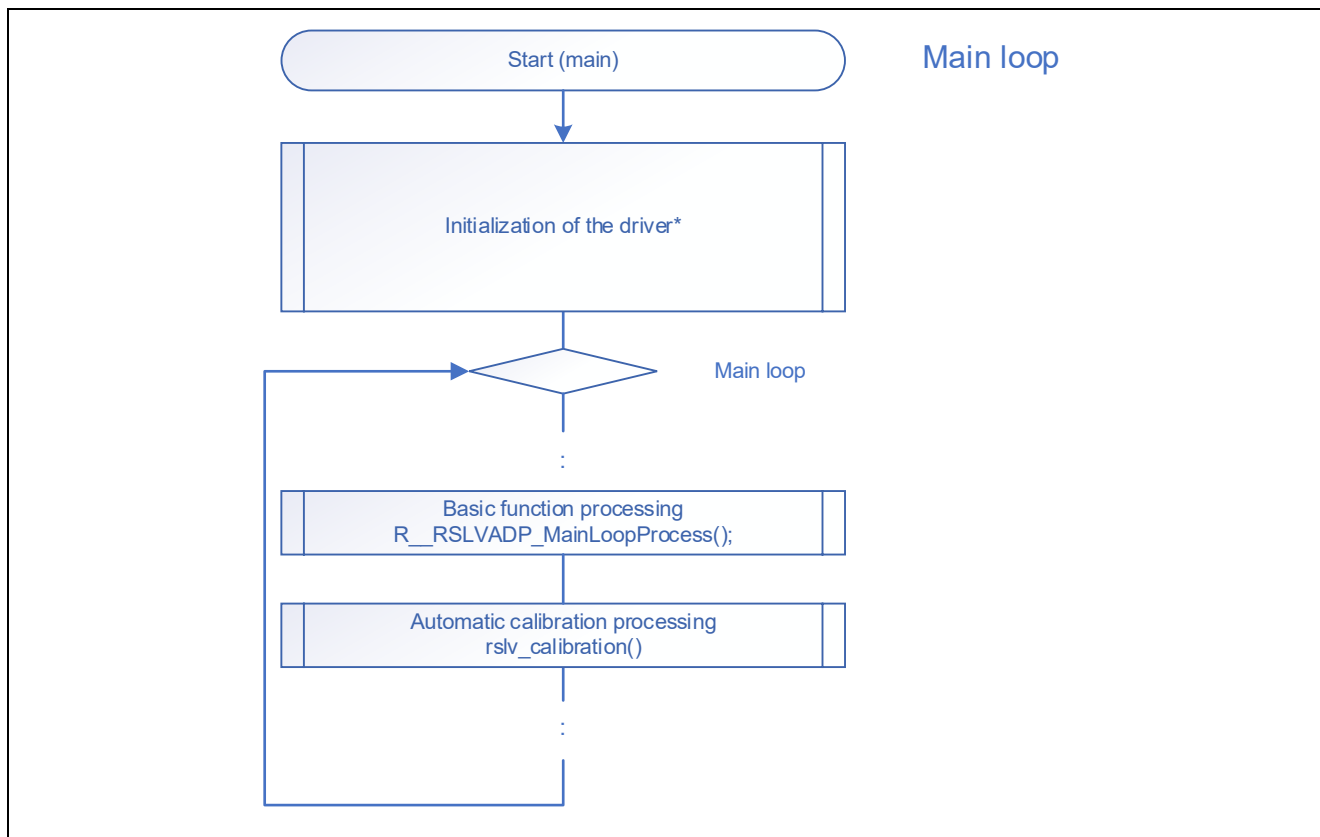 Start (main)
Main loop
Initialization of the driver*
Main loop
:
Basic function processing
R__RSLVADP_MainLoopProcess();
Automatic calibration processing
rslv_calibration()
: